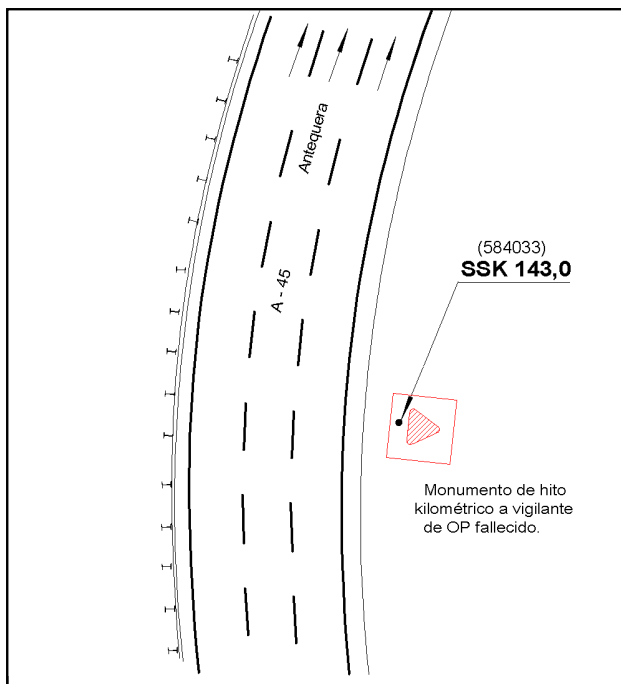 Antequera
A - 45
(584033)
SSK 143,0
Monumento de hito
kilométrico a vigilante
de OP fallecido.